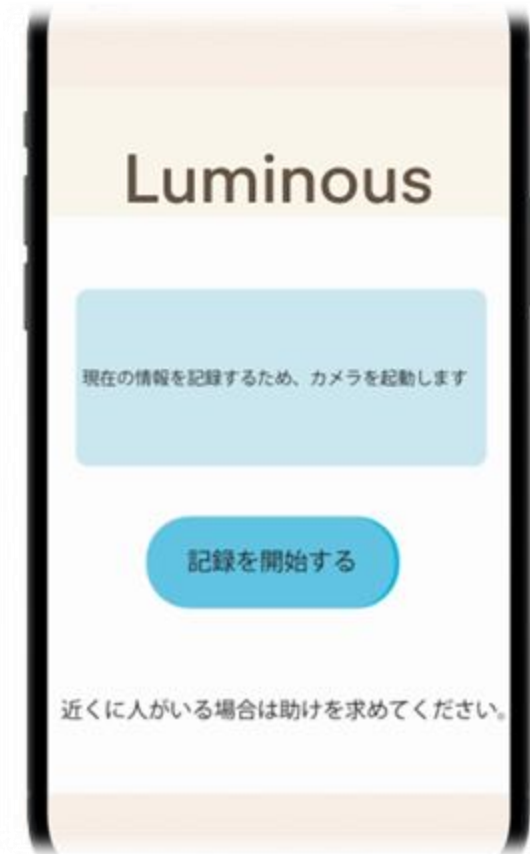 Luminous
現在の情報を記録するため、カメラを起動します
記録を開始する
近くに人がいる場合は助けを求めてください。